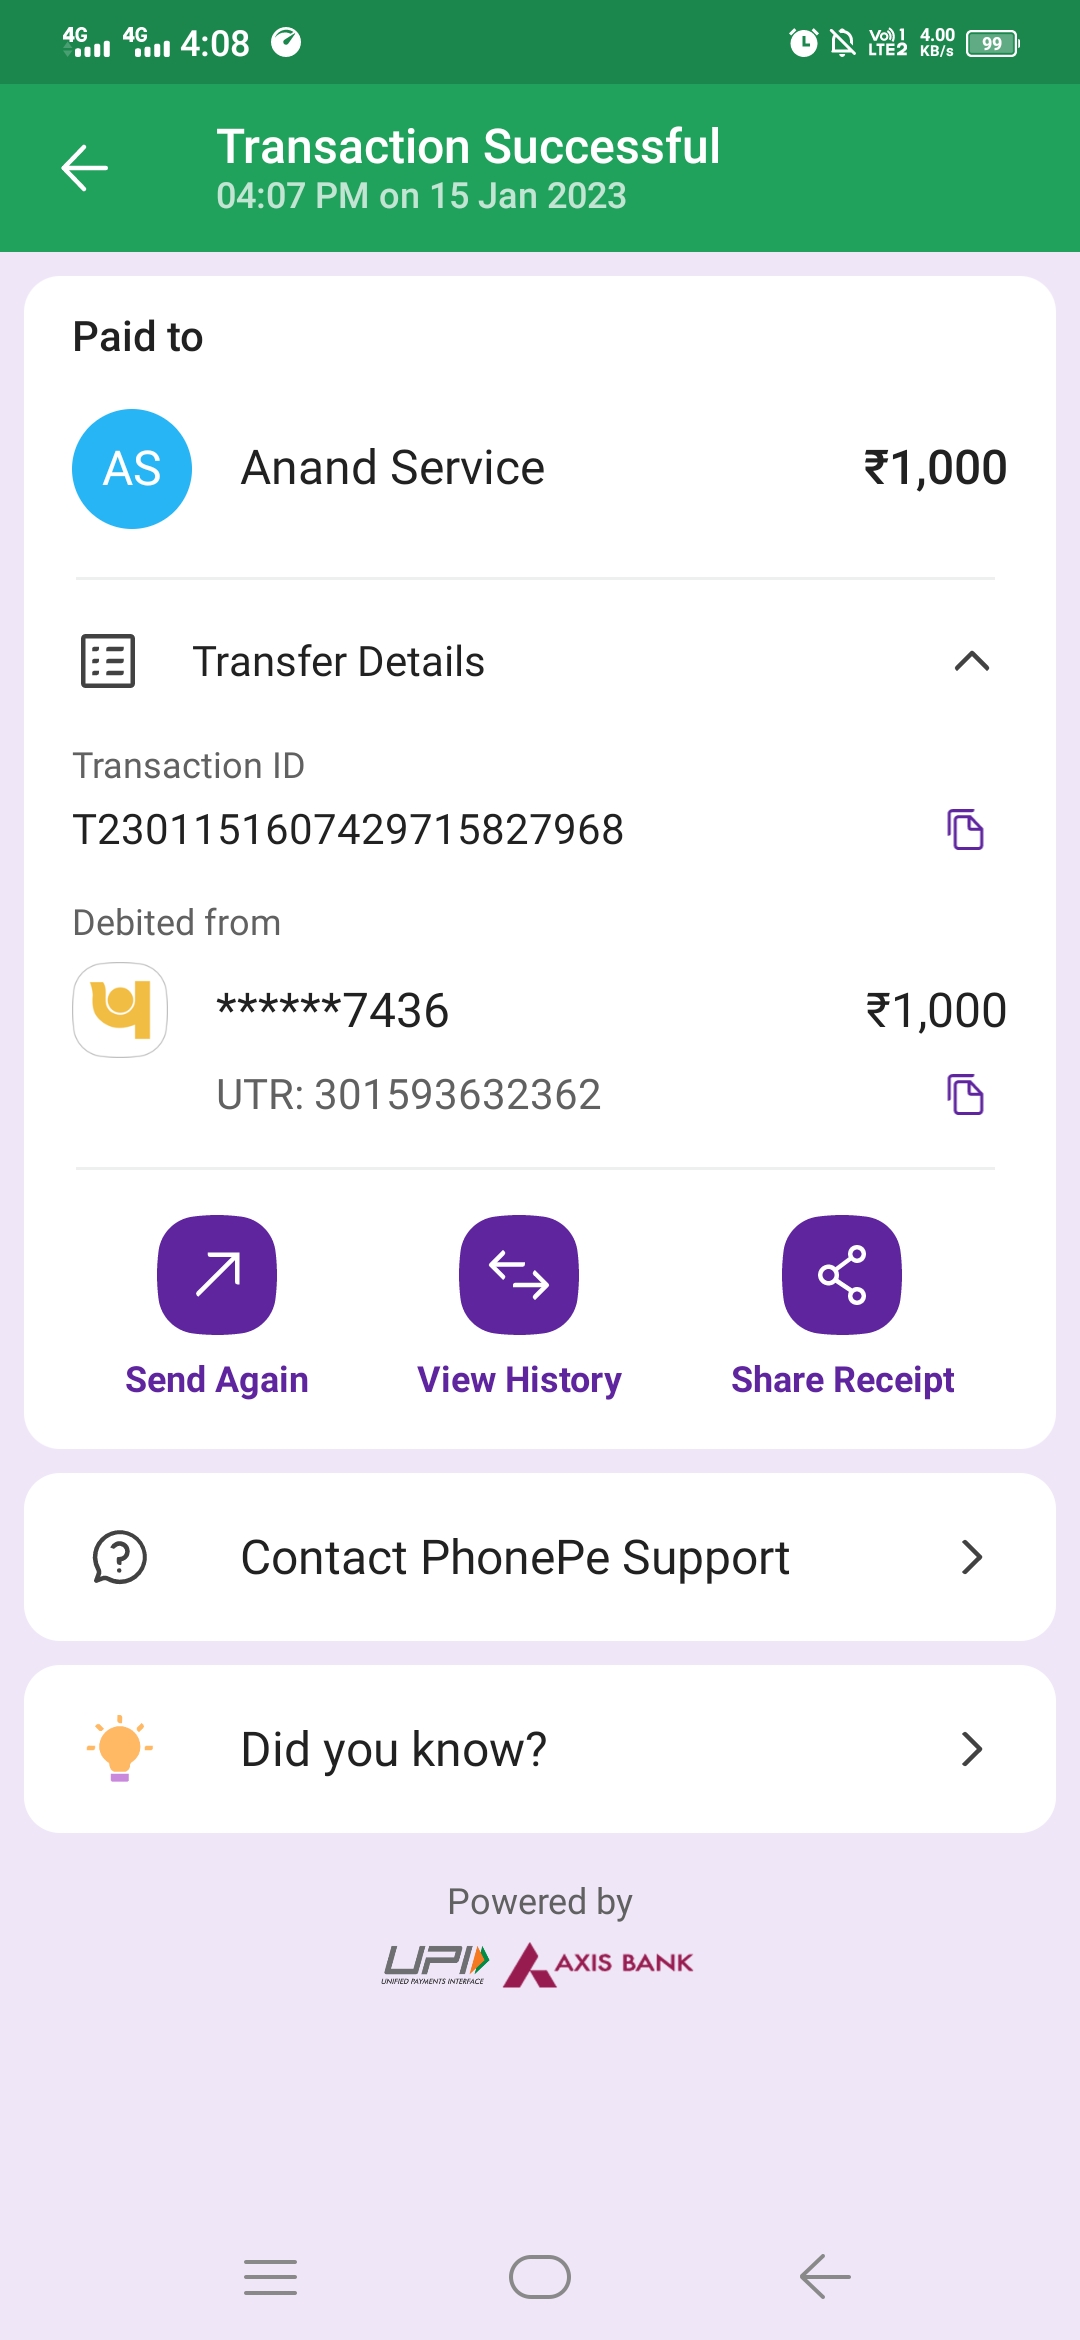 4G 4G 4:08 Vo)) 1 LTE2 4.00 KB/s 99
Transaction Successful
04:07 PM on 15 Jan 2023
Paid to
AS Anand Service ₹1,000
Transfer Details
Transaction ID
T2301151607429715827968
Debited from
******7436 ₹1,000
UTR: 301593632362
Send Again View History Share Receipt
Contact PhonePe Support
Did you know?
Powered by
UPI AXIS BANK
UNIFIED PAYMENTS INTERFACE